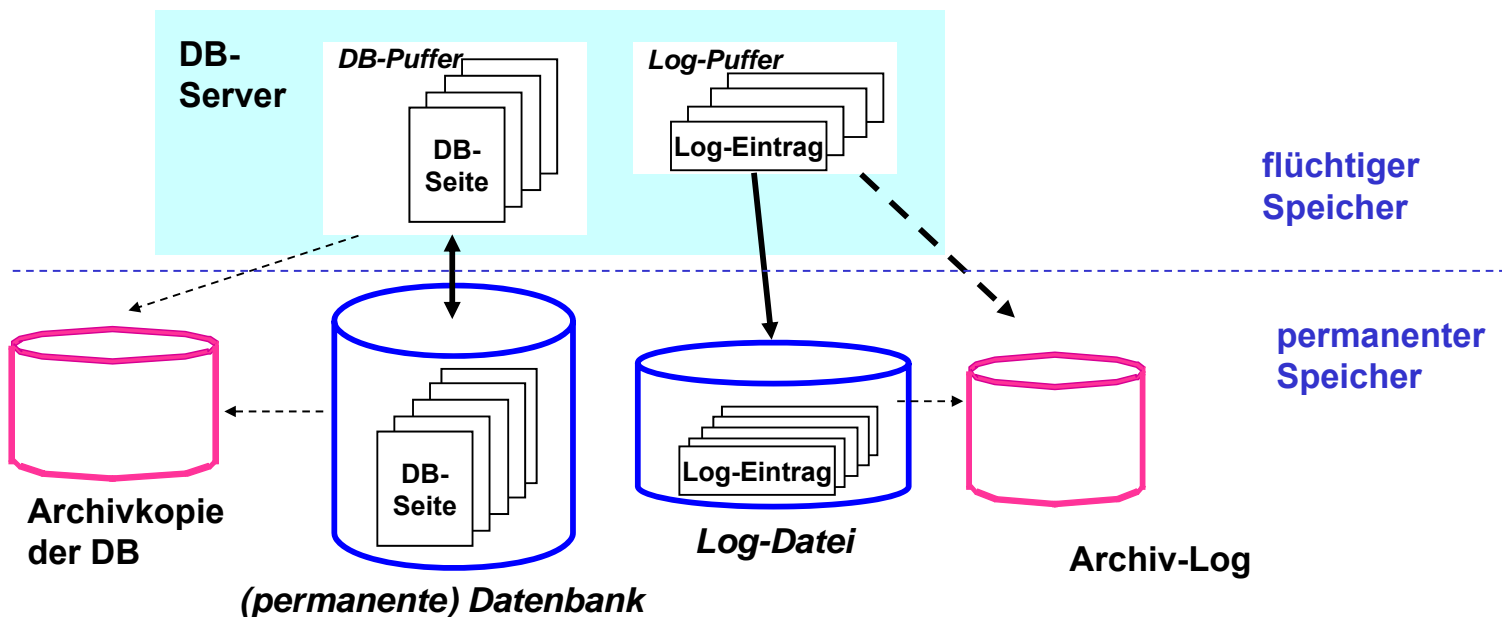 DB-
Server
DB-Puffer
DB-
Seite
Log-Puffer
Log-Eintrag
flüchtiger
Speicher
permanenter
Speicher
DB-
Seite
Log-Eintrag
Archivkopie
der DB
(permanente) Datenbank
Log-Datei
Archiv-Log